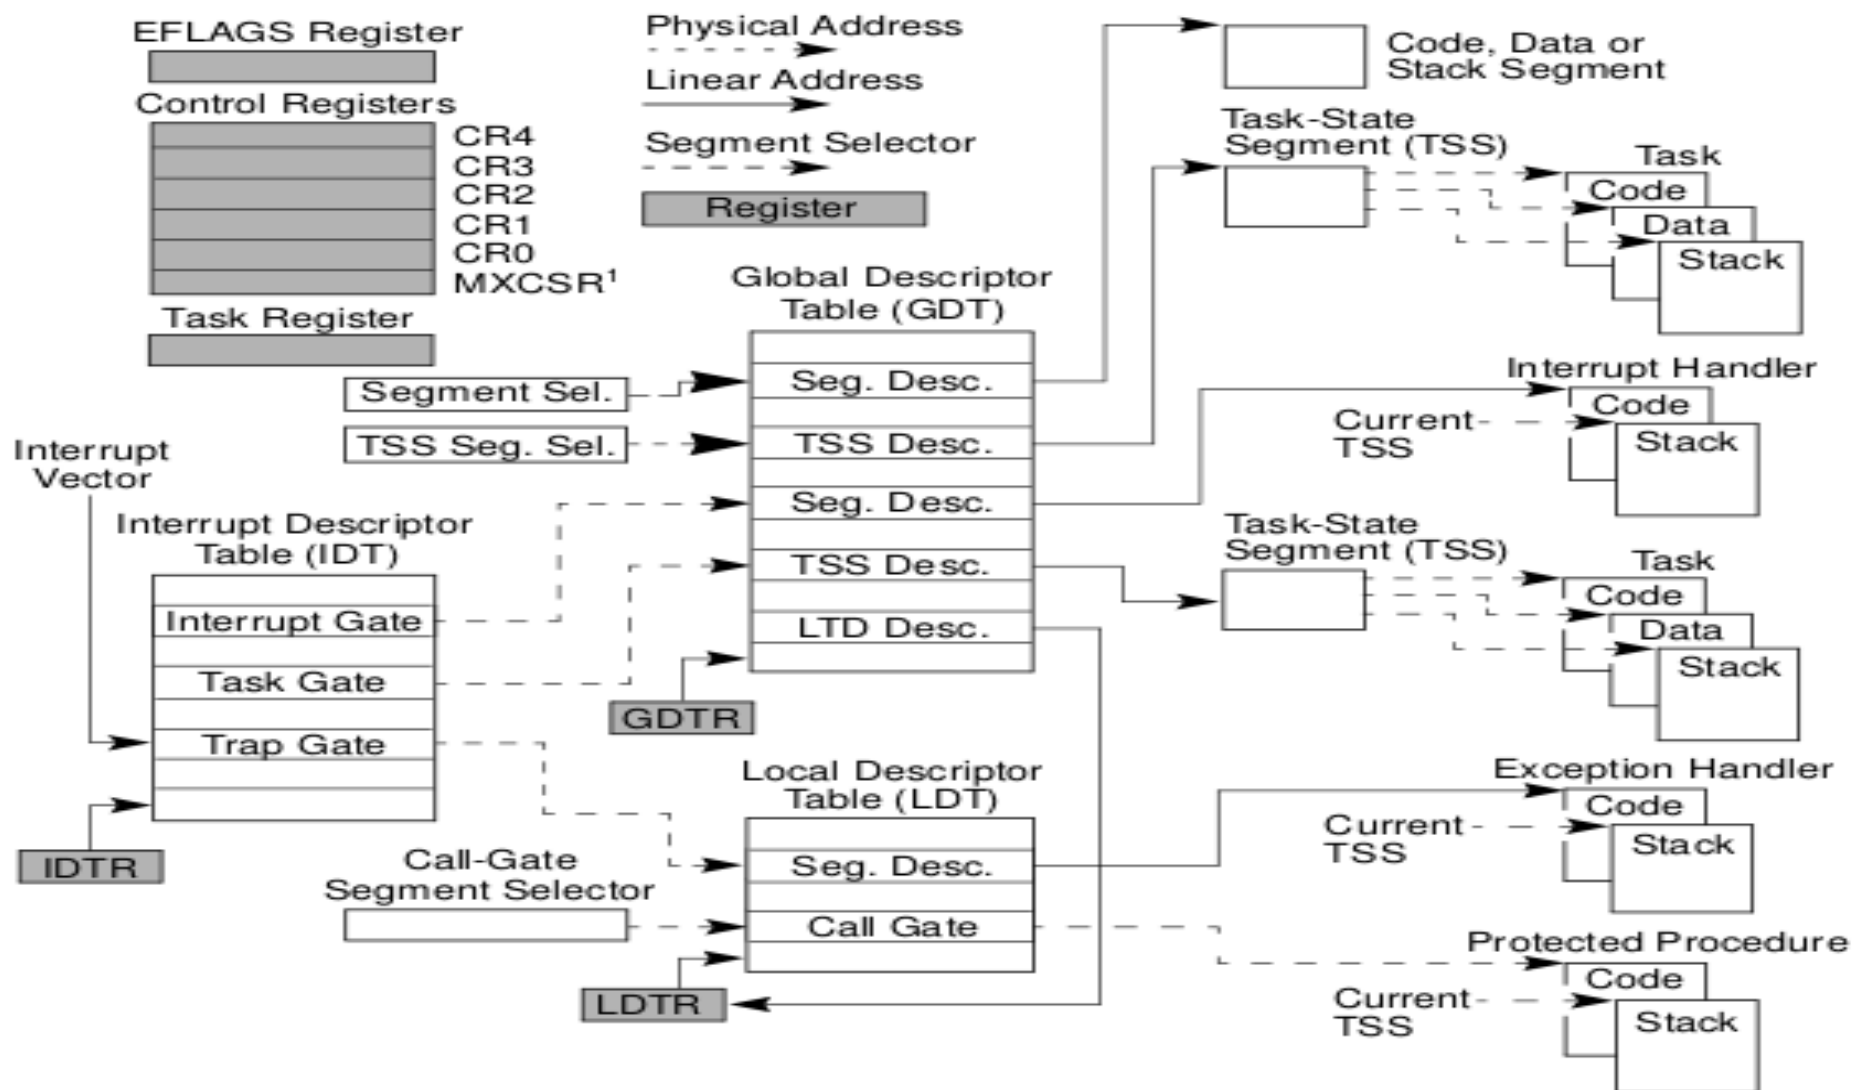 EFLAGS Register
Control Registers
CR4
CR3
CR2
CR1
CR0
MXCSR¹
Task Register
Physical Address
Linear Address
Segment Selector
Register
Code, Data or
Stack Segment
Task-State
Segment (TSS)
Task
Code
Data
Stack
Global Descriptor
Table (GDT)
Segment Sel.
Seg. Desc.
TSS Seg. Sel.
TSS Desc.
Seg. Desc.
TSS Desc.
LTD Desc.
GDTR
Interrupt Handler
Code
Current
TSS
Stack
Interrupt
Vector
Interrupt Descriptor
Table (IDT)
Interrupt Gate
Task Gate
Trap Gate
IDTR
Task-State
Segment (TSS)
Task
Code
Data
Stack
Local Descriptor
Table (LDT)
Call-Gate
Segment Selector
Seg. Desc.
Call Gate
LDTR
Exception Handler
Code
Current
TSS
Stack
Protected Procedure
Code
Current
TSS
Stack